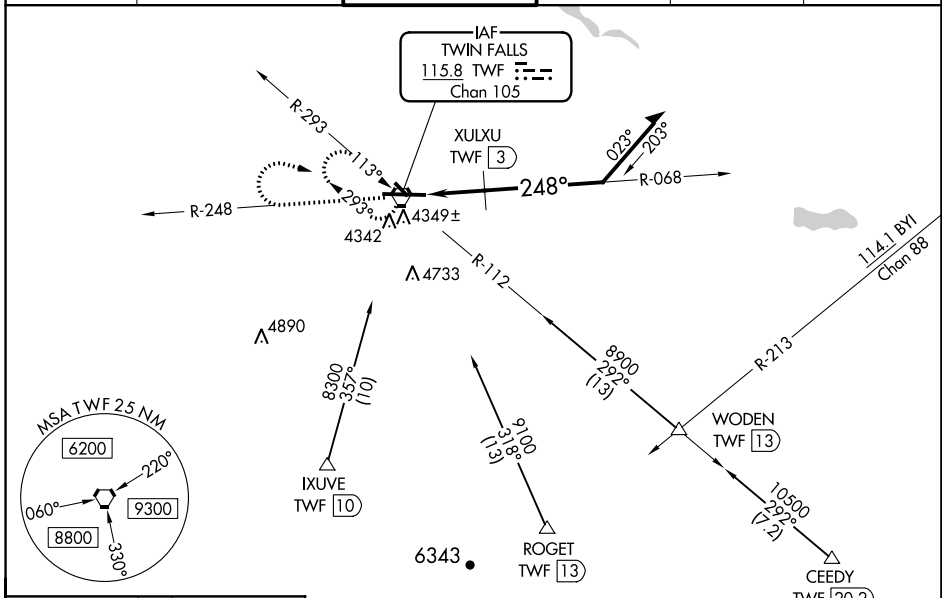 IAF
TWIN FALLS
115.8 TWF
Chan 105
R-293
XULXU
TWF 3
023°
203°
113°
248°
R-068
R-248
293°
4349±
4342
114.1 BYI
Chan 88
R-112
4733
4890
R-213
8900
292°
(13)
8300
357°
(10)
9100
318°
(13)
WODEN
TWF 13
MSA TWF 25 NM
6200
220°
060°
9300
8800
330°
IXUVE
TWF 10
10500
292°
(7.2)
6343
ROGET
TWF 13
CEEDY
TWF 20.2